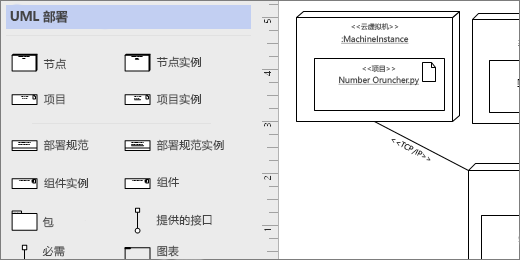 UML 部署
节点
节点实例
项目
项目实例
部署规范
部署规范实例
组件实例
组件
包
提供的接口
必需
图表
5
4
3
2
1
<<云虚拟机>>
:MachineInstance
<<项目>>
Number Oruncher.py
<<TCP/IP>>